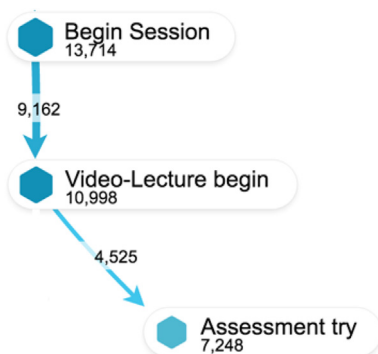 Begin Session
13,714
9,162
Video-Lecture begin
10,998
4,525
Assessment try
7,248